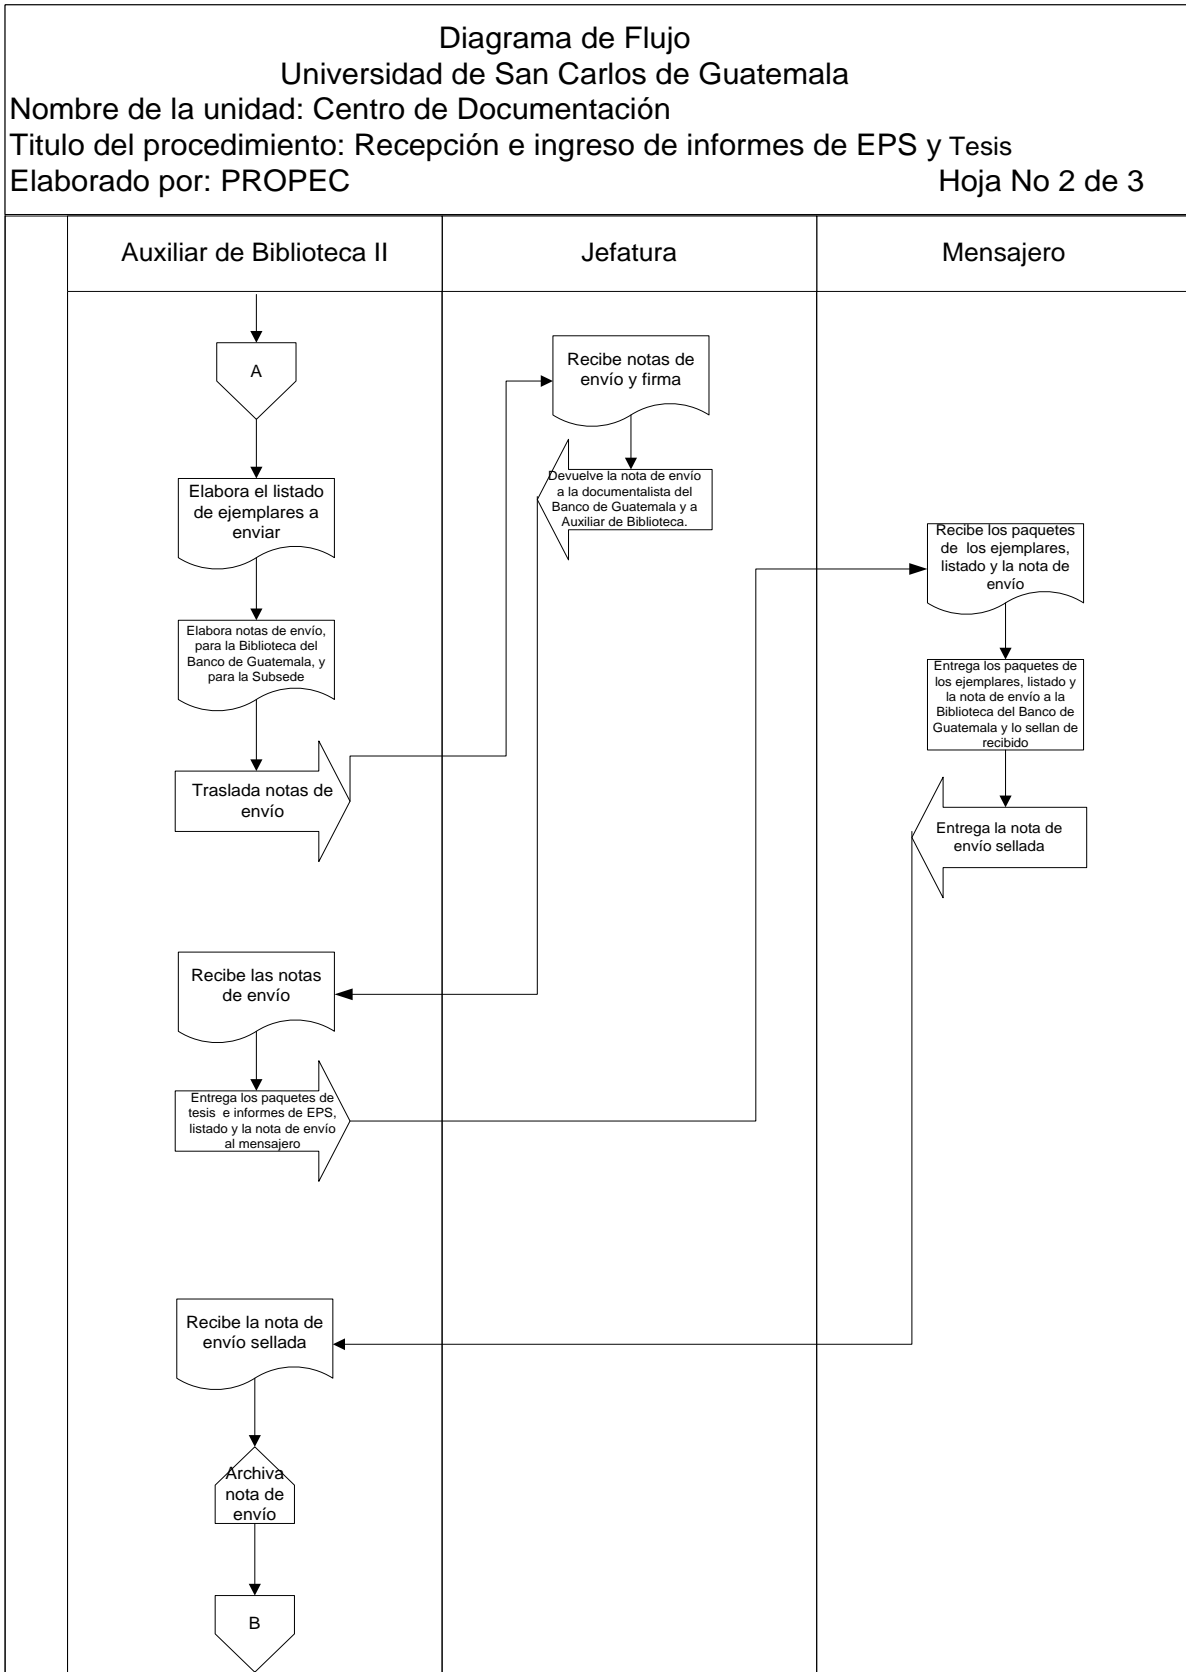 Diagrama de Flujo
Universidad de San Carlos de Guatemala
Nombre de la unidad: Centro de Documentación
Titulo del procedimiento: Recepción e ingreso de informes de EPS y Tesis
Elaborado por: PROPEC
Hoja No 2 de 3
Auxiliar de Biblioteca II
Jefatura
Mensajero
A
Elabora el listado
de ejemplares a
enviar
Elabora notas de envío,
para la Biblioteca del
Banco de Guatemala, y
para la Subsede
Traslada notas de
envío
Recibe notas de
envío y firma
Devuelve la nota de envío
a la documentalista del
Banco de Guatemala y a
Auxiliar de Biblioteca.
Recibe las notas
de envío
Entrega los paquetes de
tesis e informes de EPS,
listado y la nota de envío
al mensajero
Recibe los paquetes
de los ejemplares,
listado y la nota de
envío
Entrega los paquetes de
los ejemplares, listado y
la nota de envío a la
Biblioteca del Banco de
Guatemala y lo sellan de
recibido
Entrega la nota de
envío sellada
Recibe la nota de
envío sellada
Archiva
nota de
envío
B